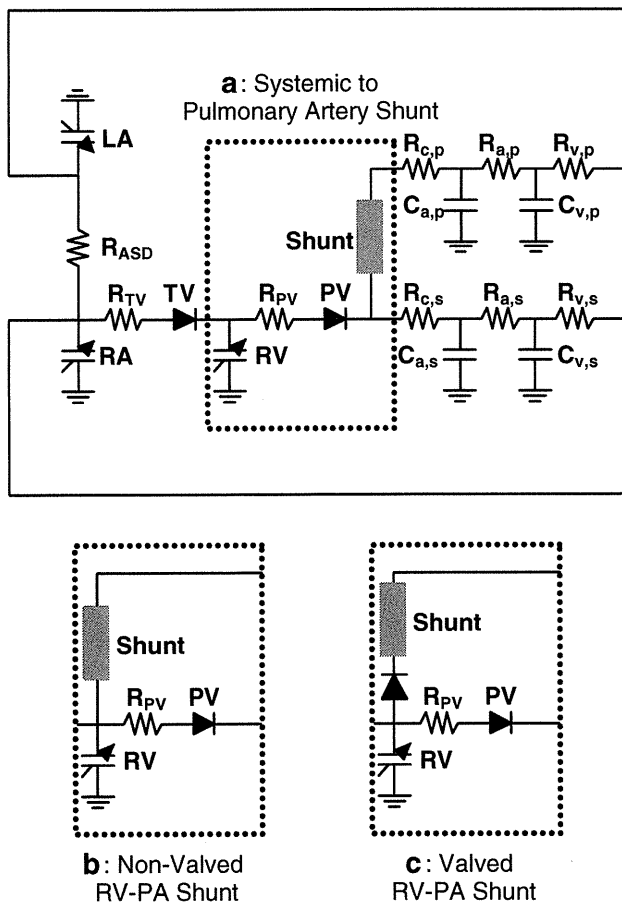 a: Systemic to
Pulmonary Artery Shunt
LA
R_c,p
R_a,p
R_v,p
C_a,p
C_v,p
Shunt
R_ASD
R_TV
TV
R_PV
PV
R_c,s
R_a,s
R_v,s
RA
RV
C_a,s
C_v,s
Shunt
R_PV
PV
RV
b: Non-Valved
RV-PA Shunt
Shunt
R_PV
PV
RV
c: Valved
RV-PA Shunt